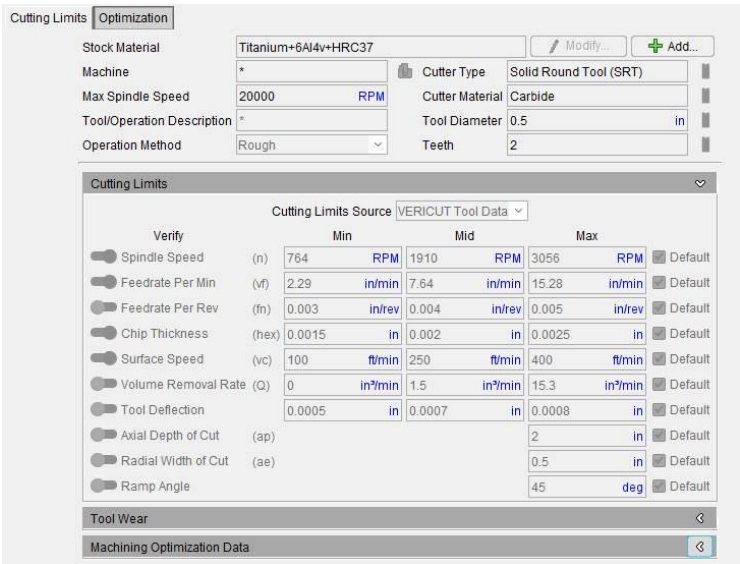 Cutting Limits Optimization
Stock Material Titanium+6Al4v+HRC37 Modify... Add...
Machine * Cutter Type Solid Round Tool (SRT)
Max Spindle Speed 20000 RPM Cutter Material Carbide
Tool/Operation Description * Tool Diameter 0.5 in
Operation Method Rough Teeth 2
Cutting Limits
Cutting Limits Source VERICUT Tool Data
Verify Min Mid Max
Spindle Speed (n) 764 RPM 1910 RPM 3056 RPM Default
Feedrate Per Min (vf) 2.29 in/min 7.64 in/min 15.28 in/min Default
Feedrate Per Rev (fn) 0.003 in/rev 0.004 in/rev 0.005 in/rev Default
Chip Thickness (hex) 0.0015 in 0.002 in 0.0025 in Default
Surface Speed (vc) 100 ft/min 250 ft/min 400 ft/min Default
Volume Removal Rate (Q) 0 in³/min 1.5 in³/min 15.3 in³/min Default
Tool Deflection 0.0005 in 0.0007 in 0.0008 in Default
Axial Depth of Cut (ap) 2 in Default
Radial Width of Cut (ae) 0.5 in Default
Ramp Angle 45 deg Default
Tool Wear
Machining Optimization Data